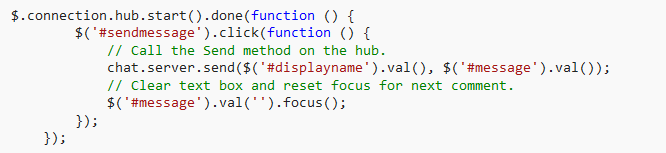 $.connection.hub.start().done(function () {
        $('#sendmessage').click(function () {
            // Call the Send method on the hub.
            chat.server.send($('#displayname').val(), $('#message').val());
            // Clear text box and reset focus for next comment.
            $('#message').val('').focus();
        });
    });